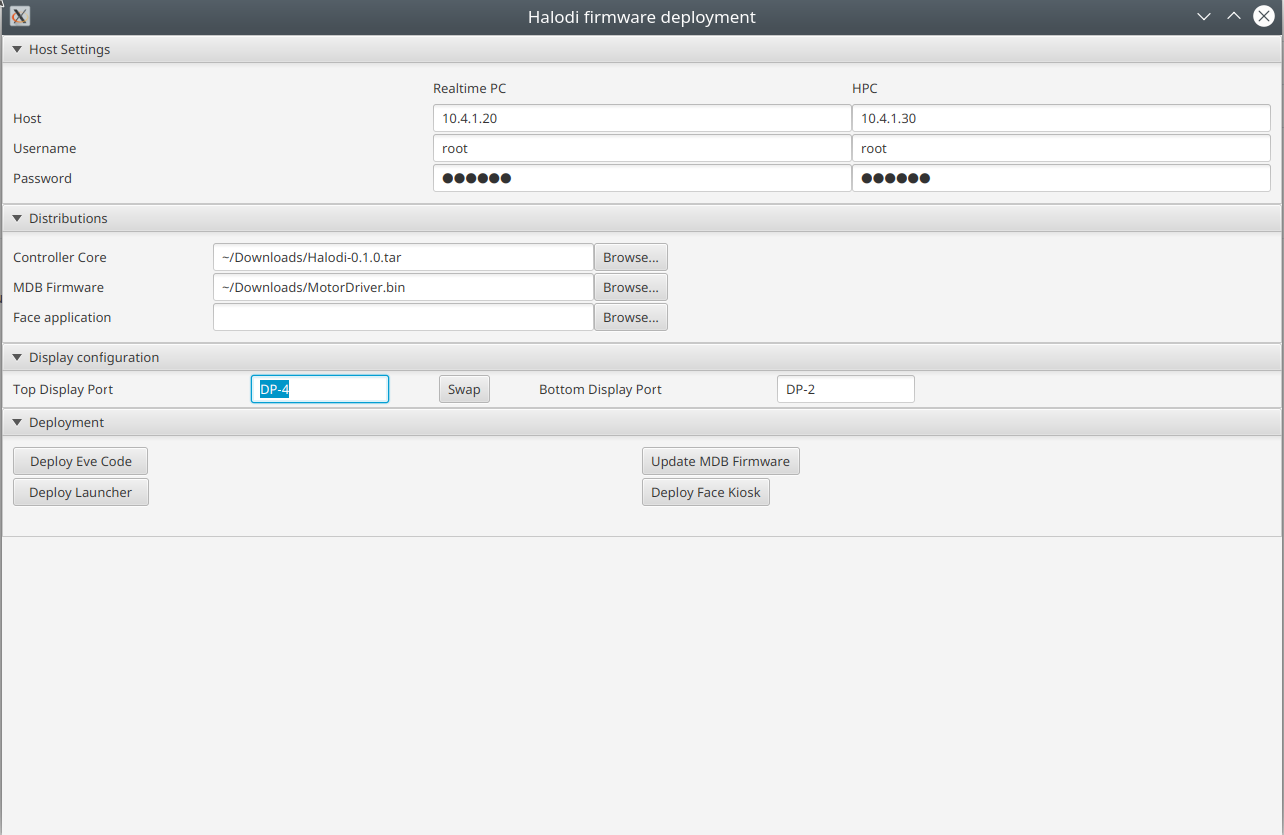 Halodi firmware deployment
Host Settings
Realtime PC HPC
Host 10.4.1.20 10.4.1.30
Username root root
Password ●●●●●● ●●●●●●
Distributions
Controller Core ~/Downloads/Halodi-0.1.0.tar Browse...
MDB Firmware ~/Downloads/MotorDriver.bin Browse...
Face application Browse...
Display configuration
Top Display Port DP-4 Swap Bottom Display Port DP-2
Deployment
Deploy Eve Code Update MDB Firmware
Deploy Launcher Deploy Face Kiosk